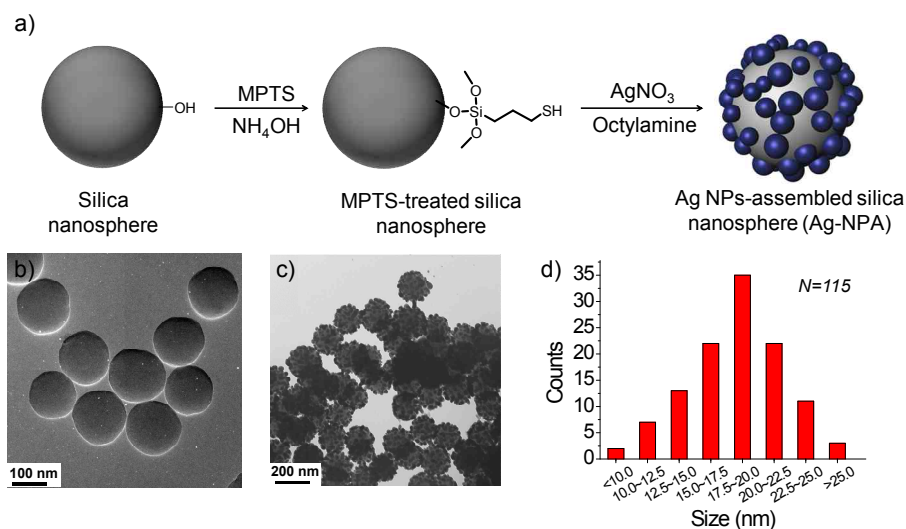 a)
OH
MPTS
NH4OH
O
O
Si
O
SH
AgNO3
Octylamine
Silica
nanosphere
MPTS-treated silica
nanosphere
Ag NPs-assembled silica
nanosphere (Ag-NPA)
b)
100 nm
c)
200 nm
d)
N=115
Counts
35
30
25
20
15
10
5
0
<10.0
10.0~12.5
12.5~15.0
15.0~17.5
17.5~20.0
20.0~22.5
22.5~25.0
>25.0
Size (nm)